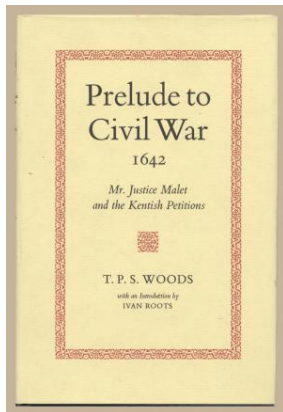 Prelude to
Civil War
1642
Mr. Justice Malet
and the Kentish Petitions
T. P. S. WOODS
with an Introduction by
IVAN ROOTS